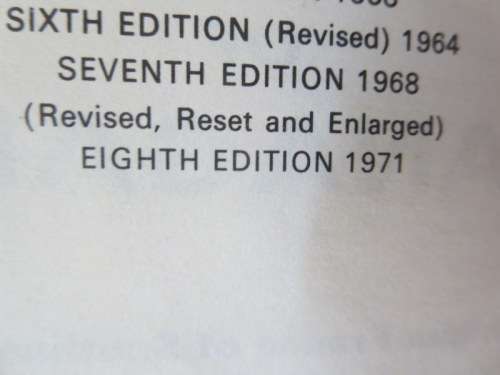 SIXTH EDITION (Revised) 1964
SEVENTH EDITION 1968
(Revised, Reset and Enlarged)
EIGHTH EDITION 1971